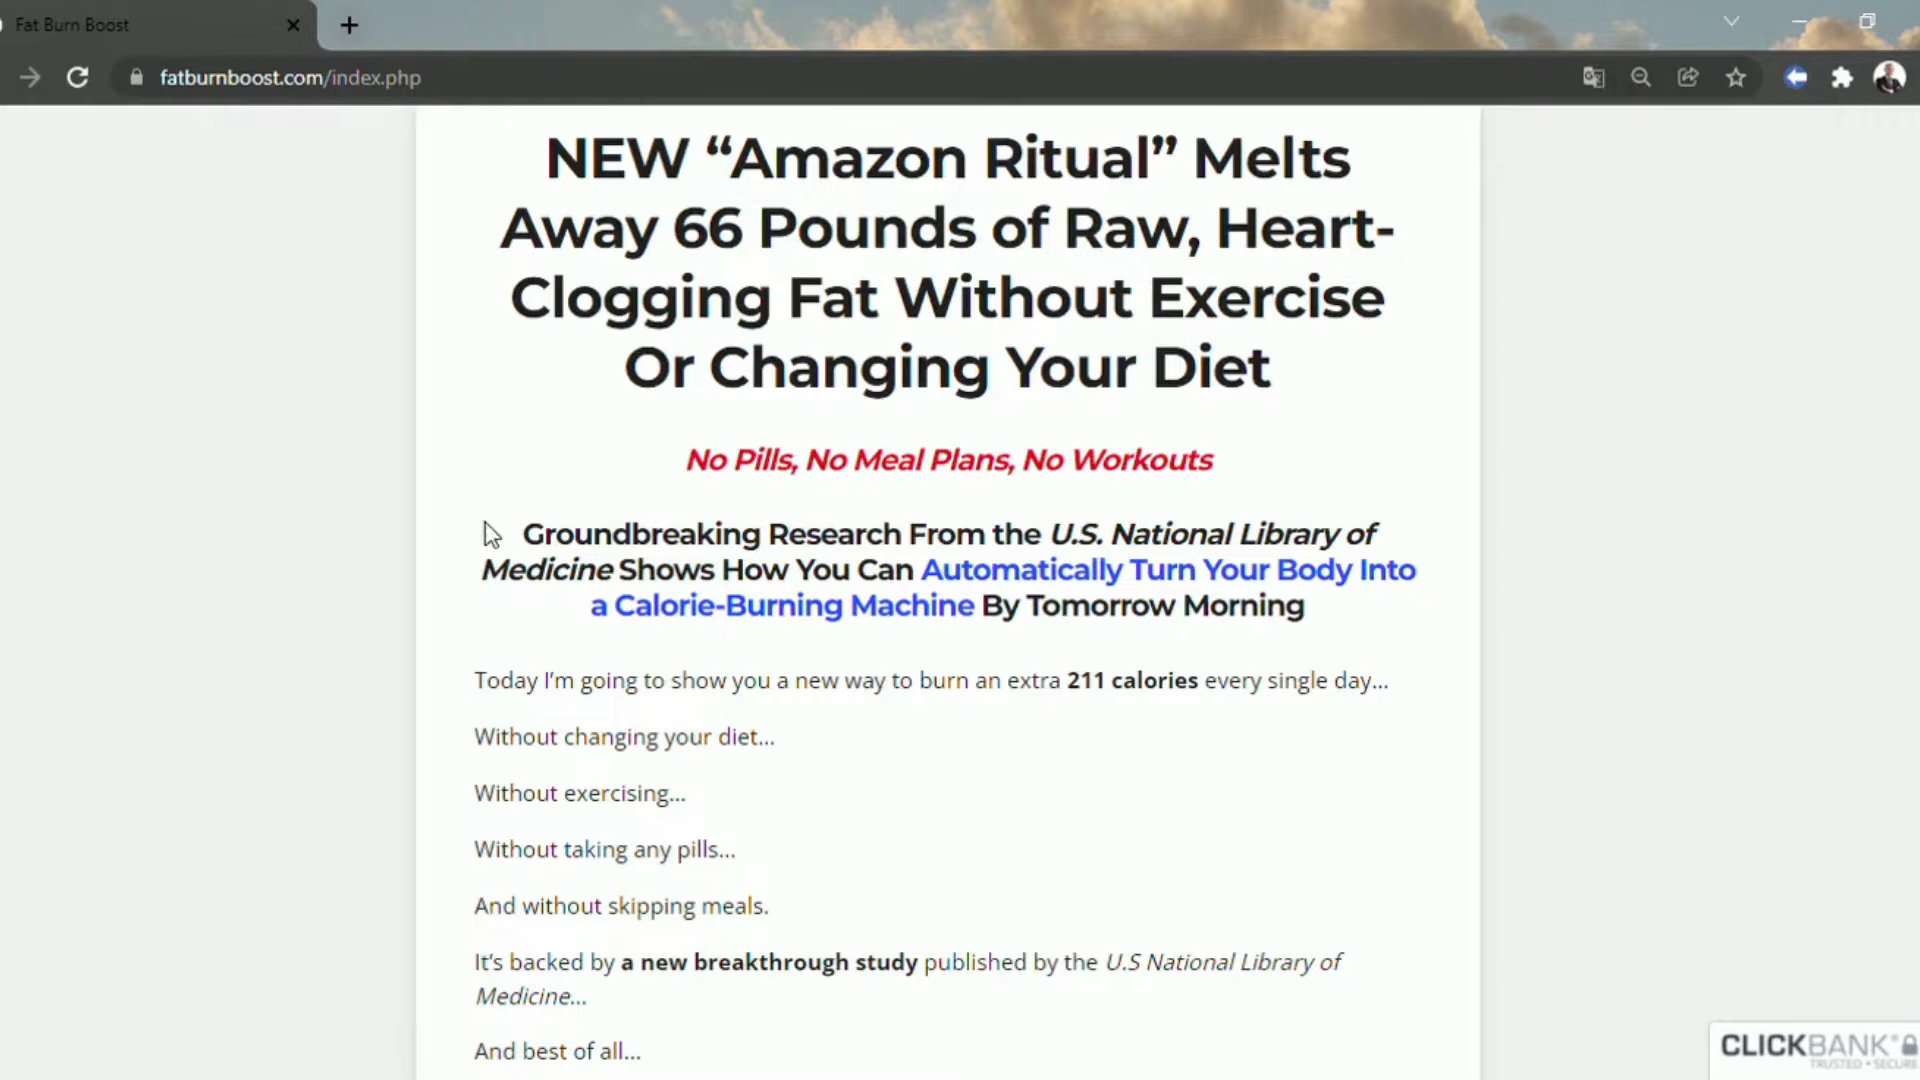 Fat Burn Boost
fatburnboost.com/index.php
NEW “Amazon Ritual” Melts
Away 66 Pounds of Raw, Heart-
Clogging Fat Without Exercise
Or Changing Your Diet
No Pills, No Meal Plans, No Workouts
Groundbreaking Research From the U.S. National Library of
Medicine Shows How You Can Automatically Turn Your Body Into
a Calorie-Burning Machine By Tomorrow Morning
Today I’m going to show you a new way to burn an extra 211 calories every single day...
Without changing your diet...
Without exercising...
Without taking any pills...
And without skipping meals.
It’s backed by a new breakthrough study published by the U.S National Library of
Medicine...
And best of all...
CLICKBANK®
TRUSTED • SECURE